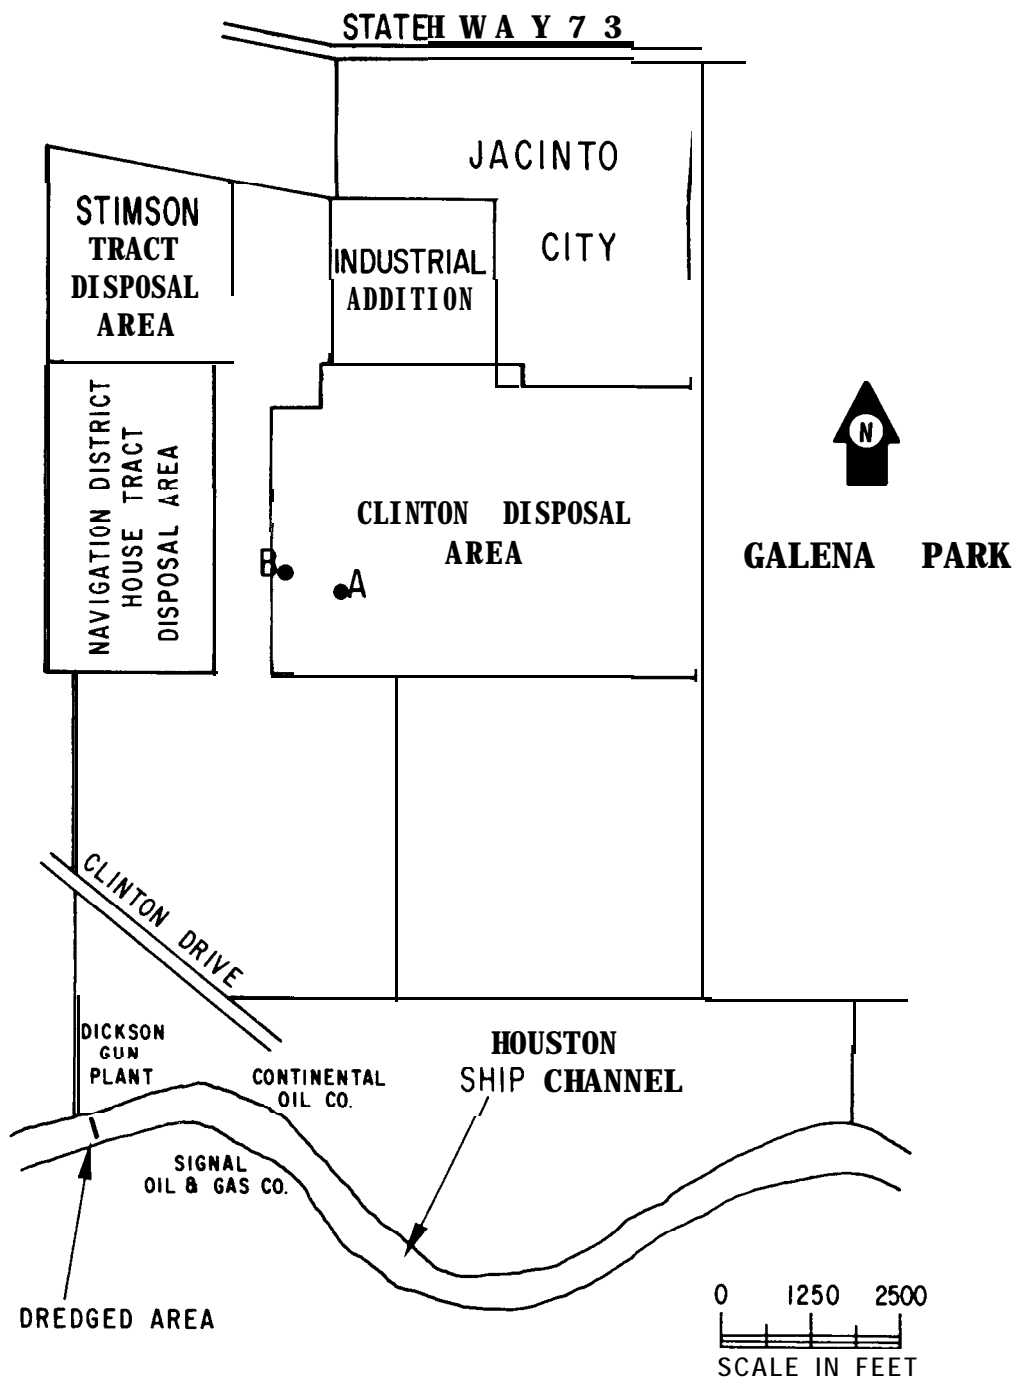 STATE H W A Y 7 3
JACINTO
CITY
STIMSON
TRACT
DISPOSAL
AREA
INDUSTRIAL
ADDITION
NAVIGATION DISTRICT
HOUSE TRACT
DISPOSAL AREA
CLINTON DISPOSAL
AREA
B
A
N
GALENA PARK
CLINTON DRIVE
DICKSON
GUN
PLANT
CONTINENTAL
OIL CO.
HOUSTON
SHIP CHANNEL
SIGNAL
OIL & GAS CO.
DREDGED AREA
0 1250 2500
SCALE IN FEET